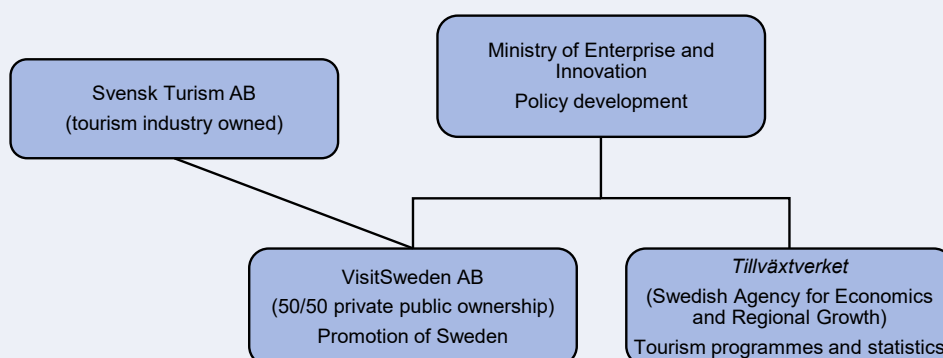 Ministry of Enterprise and
Innovation
Policy development
Svensk Turism AB
(tourism industry owned)
VisitSweden AB
(50/50 private public ownership)
Promotion of Sweden
Tillväxtverket
(Swedish Agency for Economics
and Regional Growth)
Tourism programmes and statistics